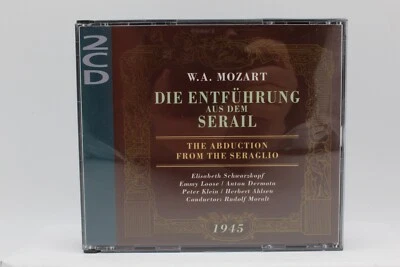 2CD
W.A. MOZART
DIE ENTFÜHRUNG
AUS DEM
SERAIL
THE ABDUCTION
FROM THE SERAGLIO
Elisabeth Schwarzkopf
Emmy Loose / Anton Dermota
Peter Klein / Herbert Alsen
Conductor: Rudolf Moralt
1945